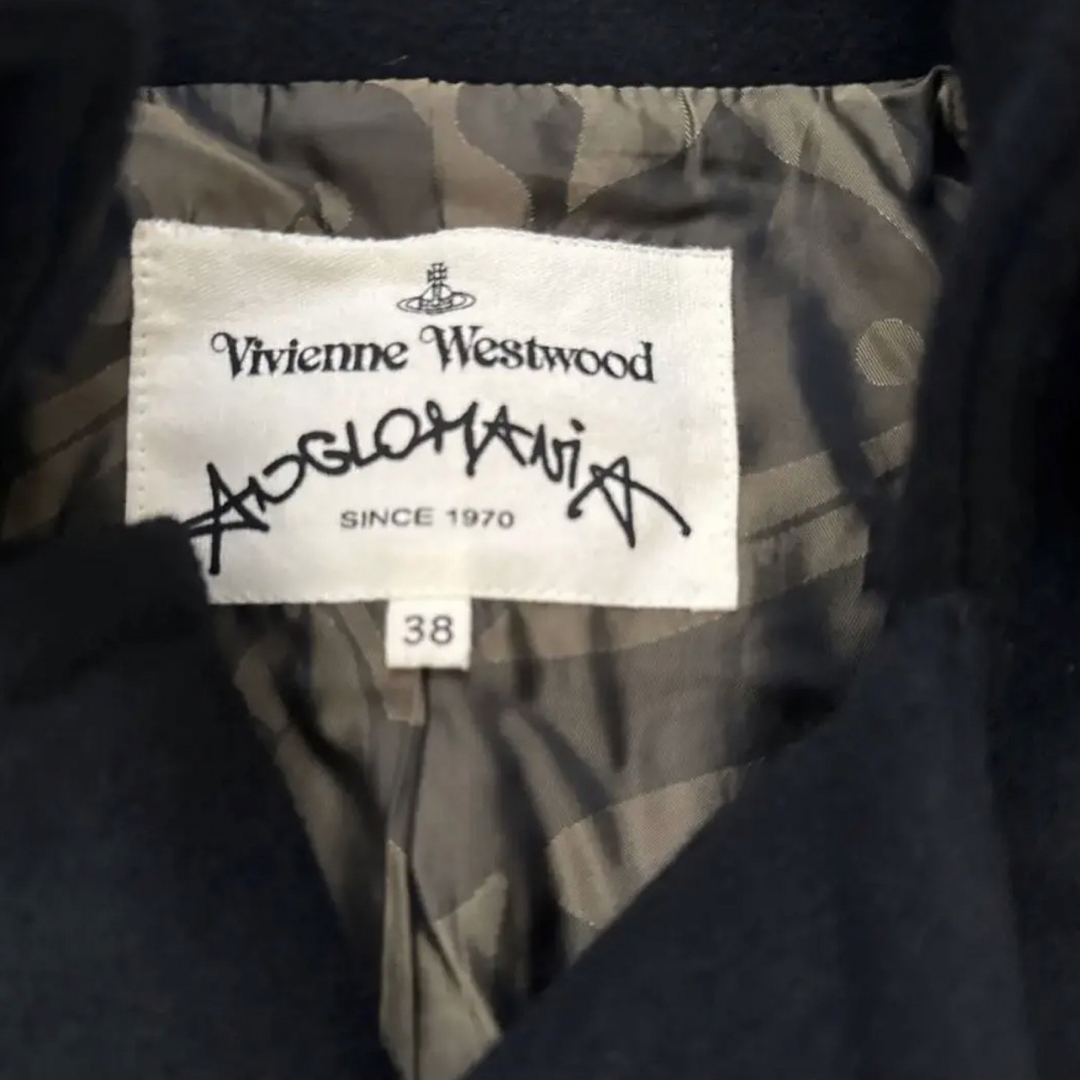 Vivienne Westwood
ANGLOMANiA
SINCE 1970
38